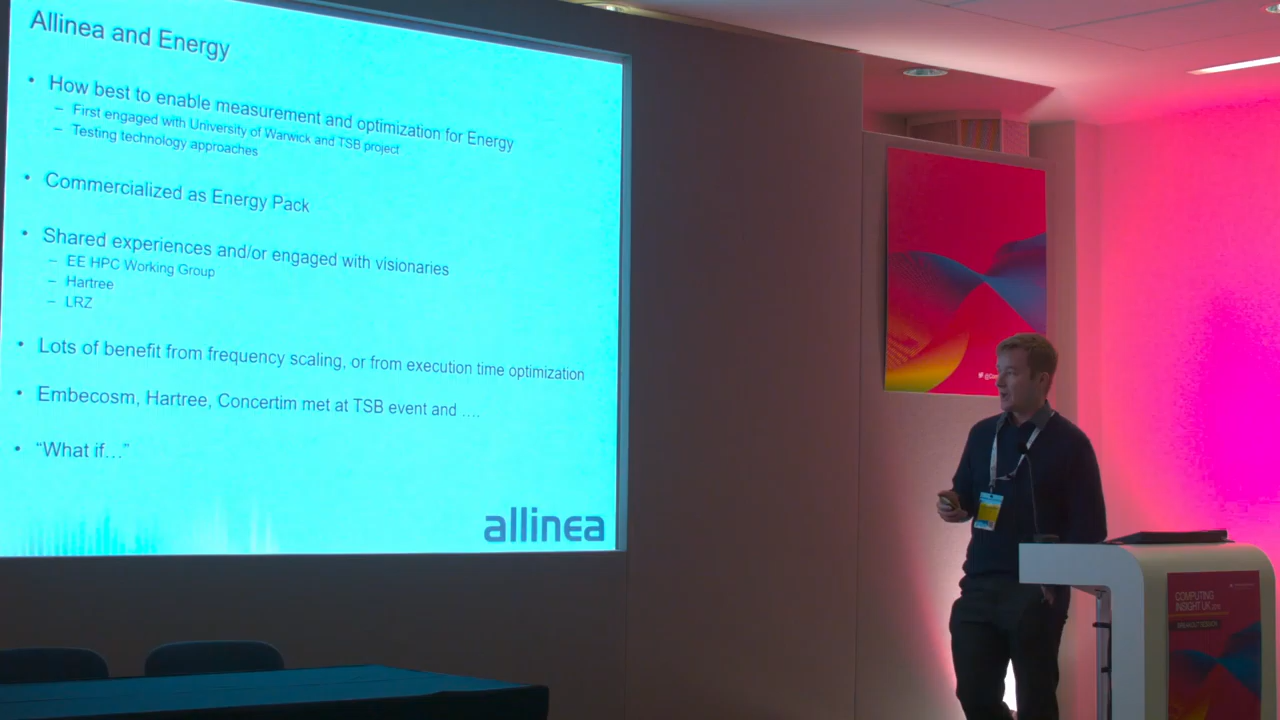 Allinea and Energy
• How best to enable measurement and optimization for Energy
– First engaged with University of Warwick and TSB project
– Testing technology approaches
• Commercialized as Energy Pack
• Shared experiences and/or engaged with visionaries
– EE HPC Working Group
– Hartree
– LRZ
• Lots of benefit from frequency scaling, or from execution time optimization
• Embecosm, Hartree, Concertim met at TSB event and ....
• “What if...”
allinea
COMPUTING
INSIGHT UK
BREAKOUT SESSION